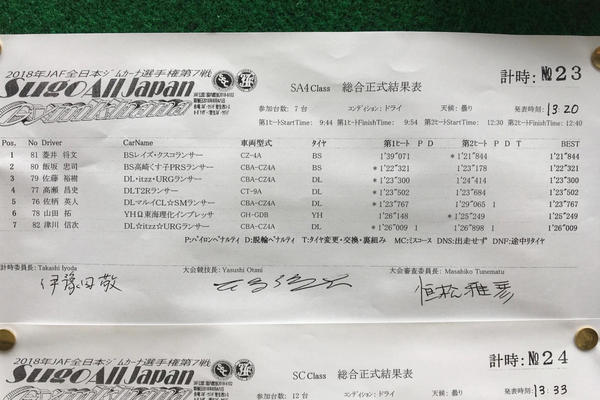 2018年JAF全日本ｼﾞﾑｶｰﾅ選手権第7戦
Sugo All Japan
Gymkhana
SA4 Class 総合正式結果表
計時:№23
参加台数: 7 台 コンディション: ドライ 天候: 曇り 発表時刻: 13:20
第1ヒートStartTime: 9:44 第1ヒートFinishTime: 9:54 第2ヒートStartTime: 12:30 第2ヒートFinishTime: 12:40
Pos. No Driver CarName 車両型式 タイヤ 第1ヒート P D 第2ヒート P D T BEST
1 81 菱井 将文 BSレイズ・クスコランサー CZ-4A BS 1'39"071 *1'21"844 1'21"844
2 80 飯坂 忠司 BS高崎くす子PRSランサー CBA-CZ4A BS *1'22"321 1'23"178 1'22"321
3 79 佐藤 裕樹 DL・itzz・URGランサー CBA-CZ4A DL *1'23"300 1'24"414 1'23"300
4 77 高瀬 昌史 DLT2Rランサー CT-9A DL *1'23"502 1'23"684 1'23"502
5 76 佐橋 英人 DLマルイCL☆SMランサー CBA-CZ4A DL *1'23"767 1'29"065 1 *1'23"767
6 78 山田 拓 YHΩ東海理化インプレッサ GH-GDB YH 1'26"148 *1'25"249 1'25"249
7 82 津川 信次 DL☆itzz☆URGランサー CBA-CZ4A DL *1'26"009 1 1'26"898 1 1'26"009
P:ﾊﾟｲﾛﾝﾍﾟﾅﾙﾃｨ D:脱輪ﾍﾟﾅﾙﾃｨ T:タイヤ変更・交換・裏組み MC:ミスコース DNS:出走せず DNF:途中リタイヤ
計時委員長: Takashi Iyoda 大会競技長: Yasushi Otani 大会審査委員長: Masahiko Tunematu
伊豫田敬 恒松雅彦
2018年JAF全日本ｼﾞﾑｶｰﾅ選手権第7戦
Sugo All Japan
SC Class 総合正式結果表
計時:№24
参加台数: 12 台 コンディション: ドライ 天候: 曇り 発表時刻: 13:33